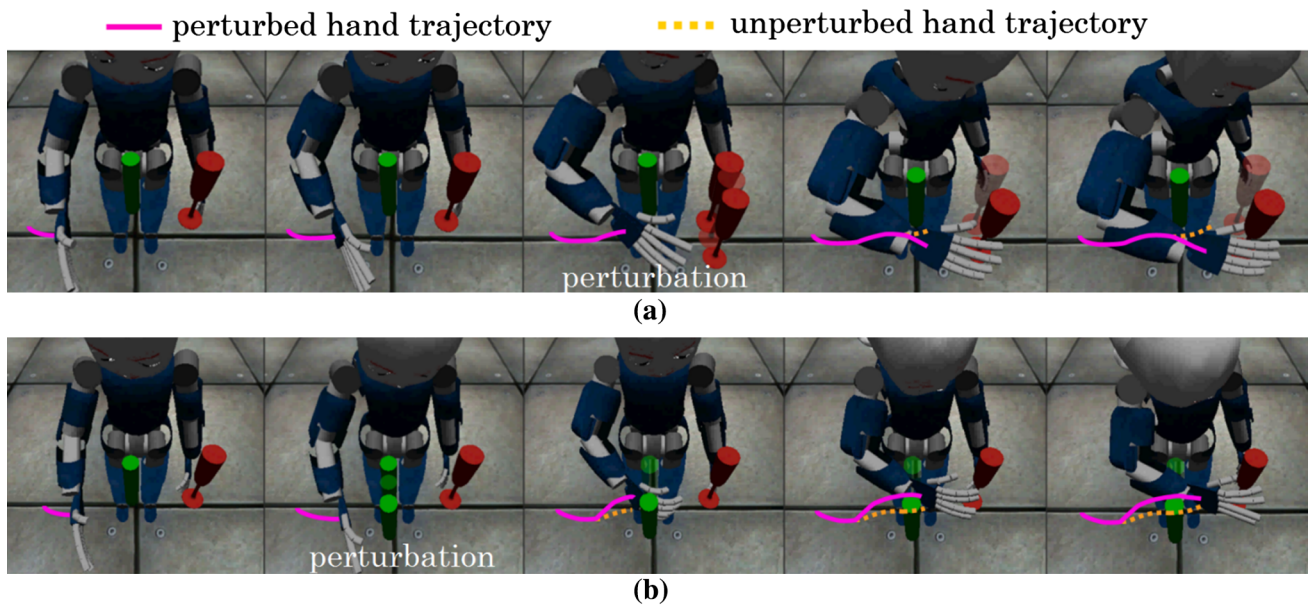 perturbed hand trajectory
unperturbed hand trajectory
perturbation
(a)
perturbation
(b)